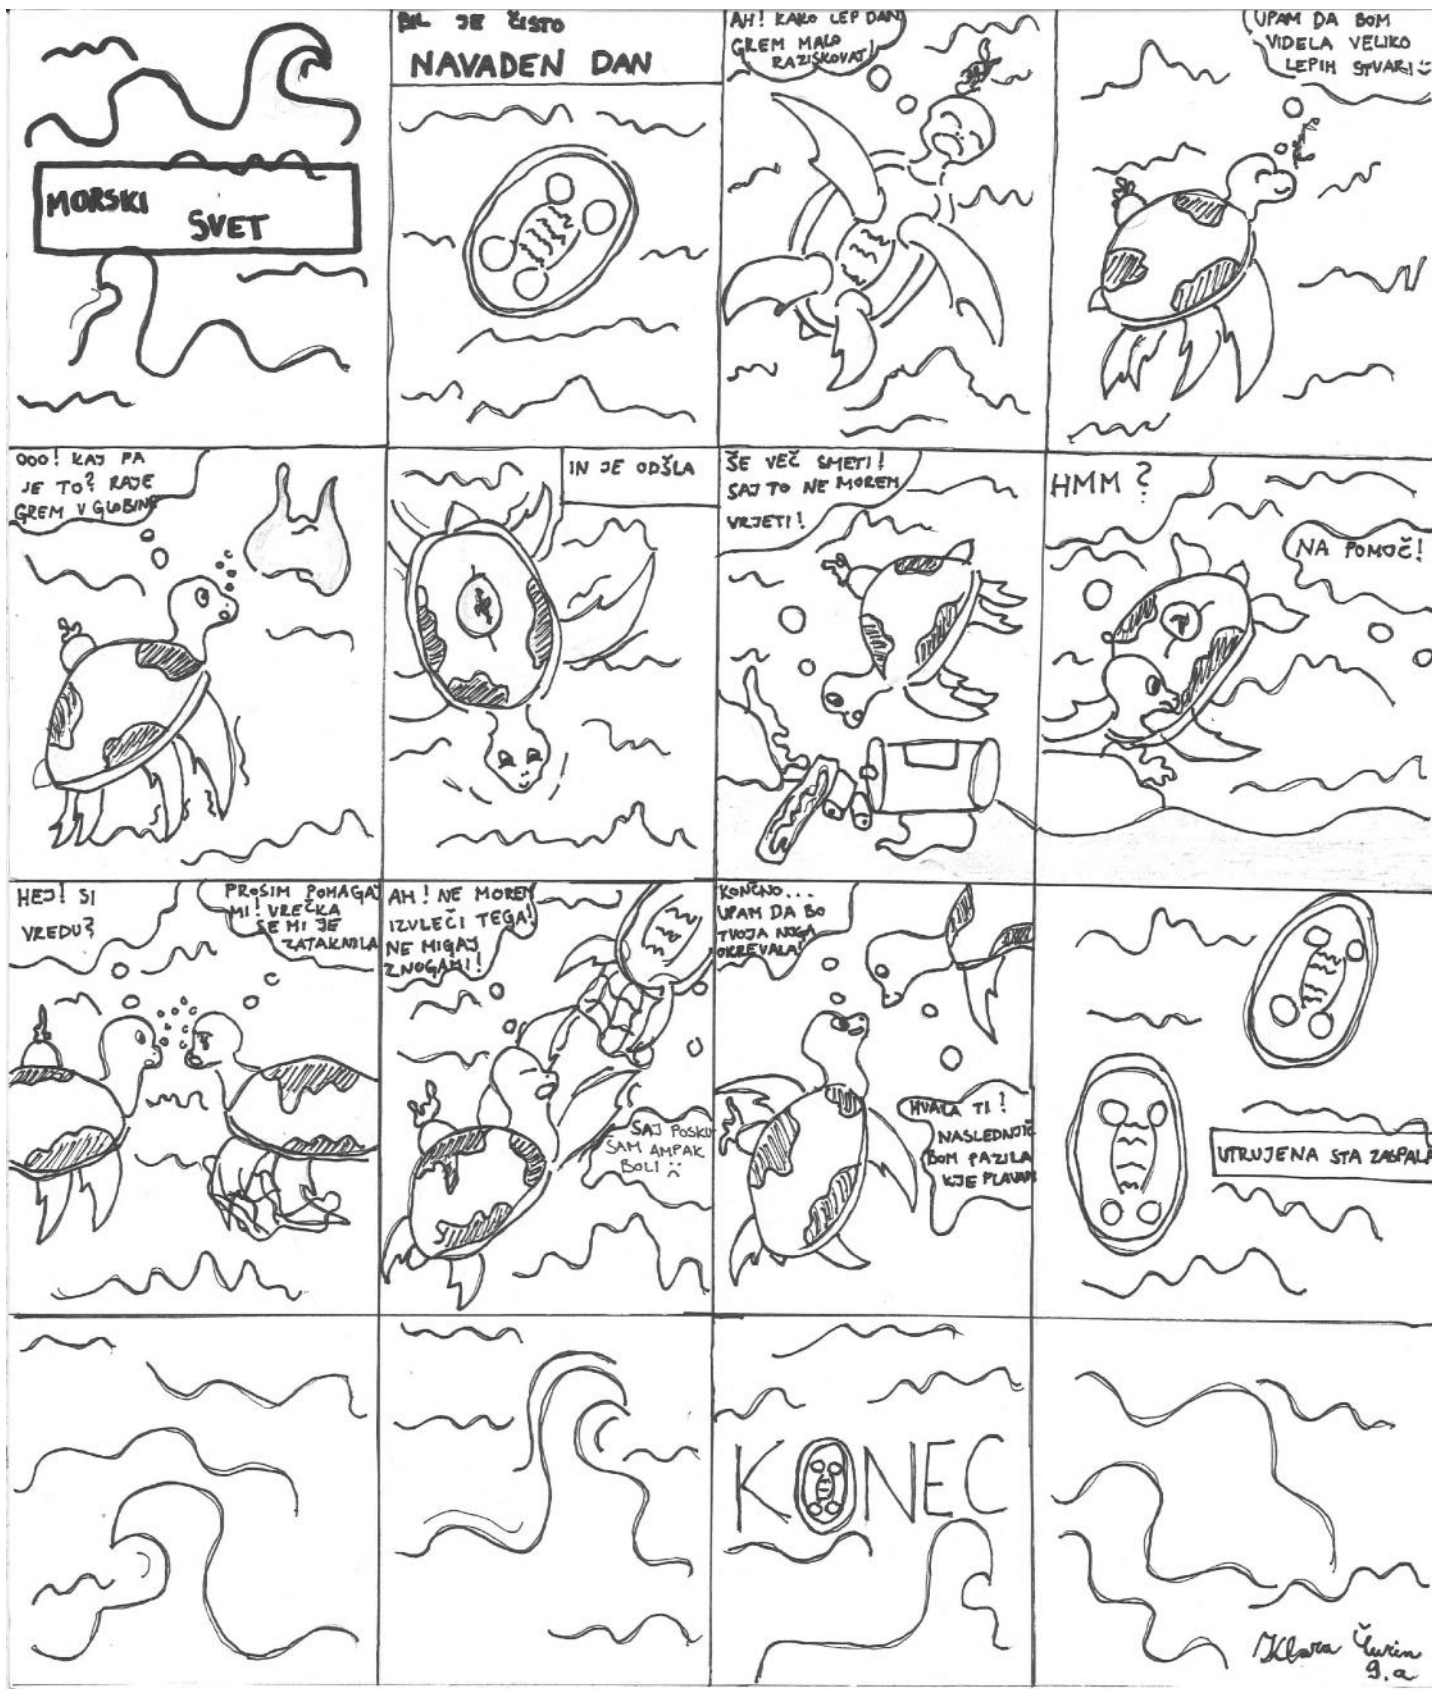 MORSKI
SVET
BIL JE ČISTO
NAVADEN DAN
AH! KAKO LEP DAN
GREM MALO
RAZISKOVAT!
UPAM DA BOM
VIDELA VELIKO
LEPIH STVARI
OOO! KAJ PA
JE TO? RAJE
GREM V GLOBINE
IN JE ODŠLA
ŠE VEČ SMETI!
SAJ TO NE MOREM
VRJETI!
HMM?
NA POMOČ!
HEJ! SI
VREDU?
PROSIM POMAGAJ
MI! VREČKA
SE MI JE
ZATAKNILA
AH! NE MOREM
IZVLEČI TEGA!
NE MIGAJ
ZNOGAMI!
SAJ POSKU
ŠAM AMPAK
BOLI :(
KONČNO...
UPAM DA BO
TVOJA NOGA
OKREVALA!
HVALA TI!
NASLEDNJIČ
BOM PAZILA
KJE PLAVAM
UTRUJENA STA ZASPALA
KONEC
Klara
9.a